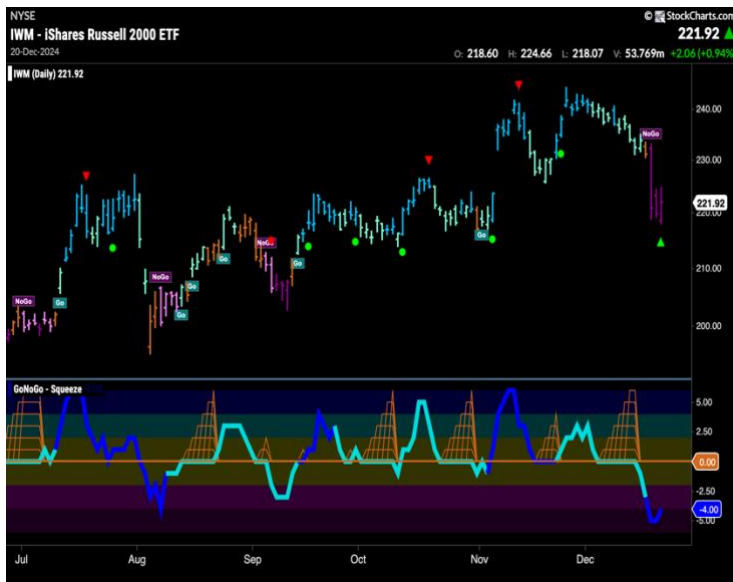 NYSE
© StockCharts.com
IWM - iShares Russell 2000 ETF
221.92
20-Dec-2024
O: 218.60 H: 224.66 L: 218.07 V: 53.769m +2.06 (+0.94%
IWM (Daily) 221.92
240.00
NoGo
230.00
221.92
220.00
NoGo
Go
Go
210.00
Go
NoGo
Go
NoGo
Go
Go
200.00
GoNoGo - Squeeze
5.00
2.50
0.00
-2.50
-4.00
-5.00
Jul Aug Sep Oct Nov Dec